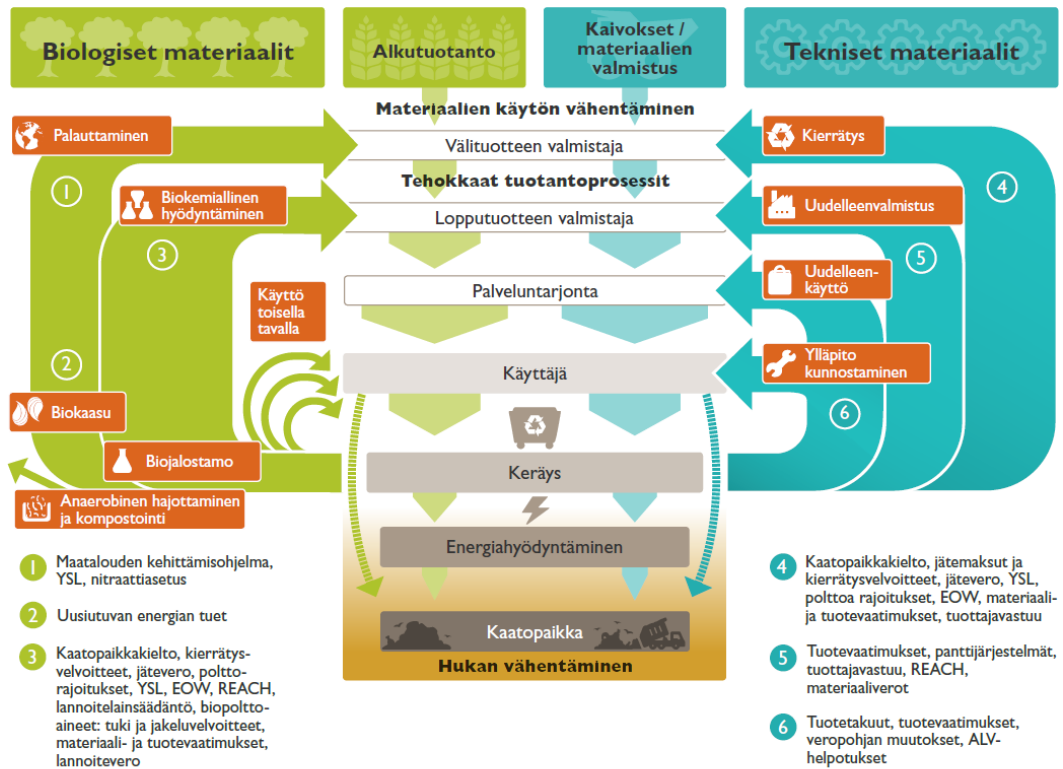 Biologiset materiaalit
Alkutuotanto
Kaivokset /
materiaalien
valmistus
Tekniset materiaalit
Materiaalien käytön vähentäminen
Palauttaminen
Välituotteen valmistaja
Kierrätys
1
4
Tehokkaat tuotantoprosessit
Biokemiallinen
hyödyntäminen
Lopputuotteen valmistaja
Uudelleenvalmistus
3
5
Käyttö
toisella
tavalla
Palveluntarjonta
Uudelleen-
käyttö
2
Käyttäjä
Ylläpito
kunnostaminen
Biokaasu
6
Biojalostamo
Keräys
Anaerobinen hajottaminen
ja kompostointi
Energiahyödyntäminen
Kaatopaikka
Hukan vähentäminen
1 Maatalouden kehittämisohjelma,
YSL, nitraattiasetus
2 Uusiutuvan energian tuet
3 Kaatopaikkakielto, kierrätys-
velvoitteet, jätevero, poltto-
rajoitukset, YSL, EOW, REACH,
lannoitelainsäädäntö, biopoltto-
aineet: tuki ja jakeluvelvoitteet,
materiaali- ja tuotevaatimukset,
lannoitevero
4 Kaatopaikkakielto, jätemaksut ja
kierrätysvelvoitteet, jätevero, YSL,
polttoa rajoitukset, EOW, materiaali-
ja tuotevaatimukset, tuottajavastuu
5 Tuotevaatimukset, panttijärjestelmät,
tuottajavastuu, REACH,
materiaaliverot
6 Tuotetakuut, tuotevaatimukset,
veropohjan muutokset, ALV-
helpotukset